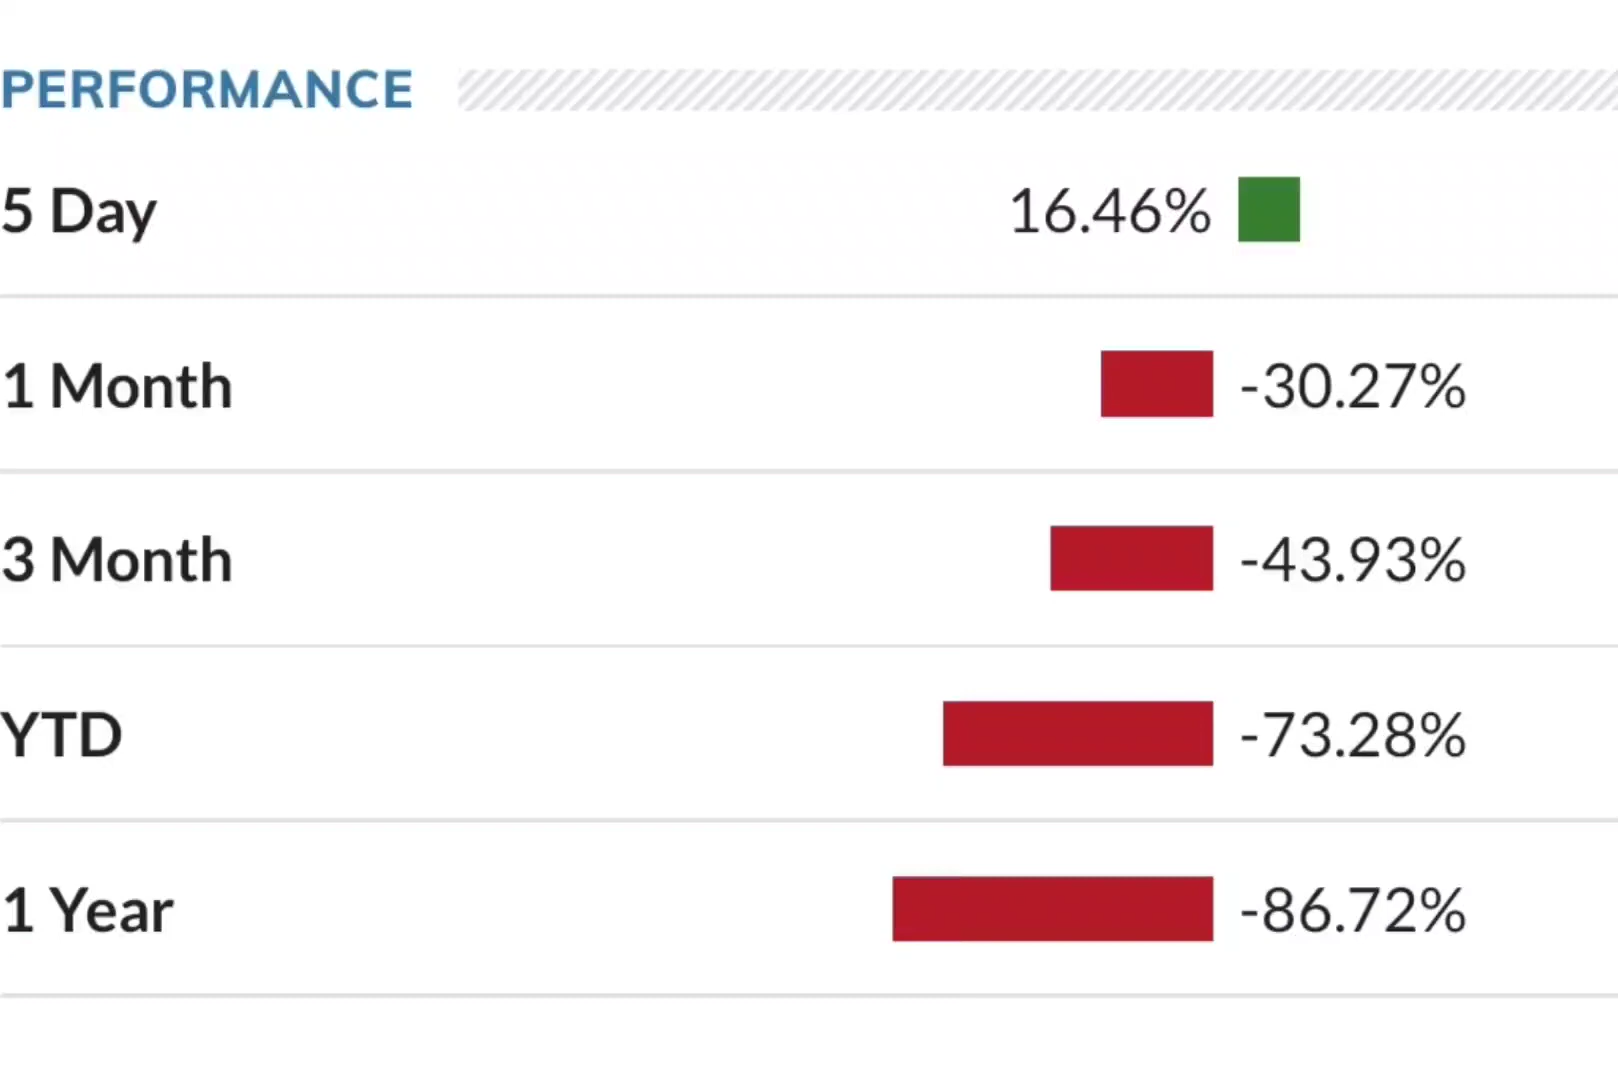 PERFORMANCE
5 Day 16.46%
1 Month -30.27%
3 Month -43.93%
YTD -73.28%
1 Year -86.72%